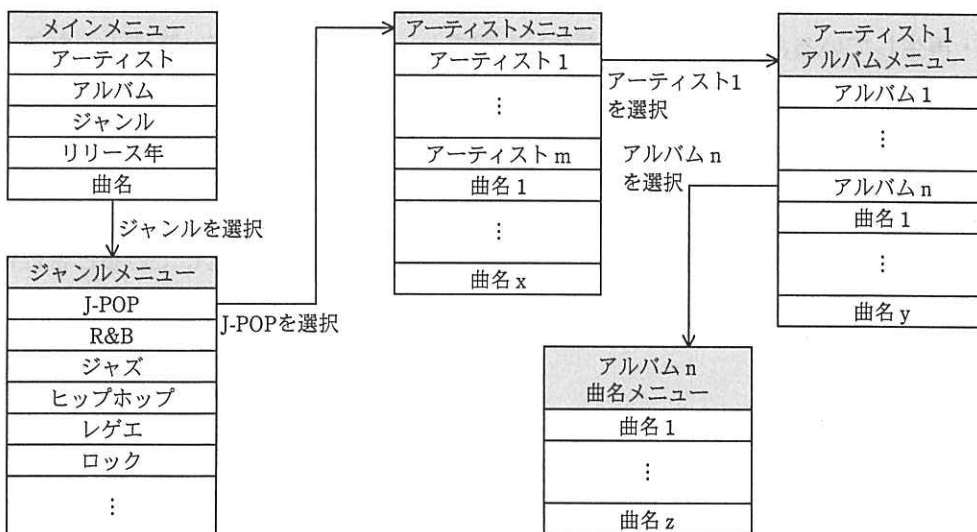 メインメニュー
アーティスト
アルバム
ジャンル
リリース年
曲名
ジャンルを選択
ジャンルメニュー
J-POP
R&B
ジャズ
ヒップホップ
レゲエ
ロック
⋮
J-POPを選択
アーティストメニュー
アーティスト 1
⋮
アーティスト m
曲名 1
⋮
曲名 x
アーティスト1
を選択
アーティスト 1
アルバムメニュー
アルバム 1
⋮
アルバム n
曲名 1
⋮
曲名 y
アルバム n
を選択
アルバム n
曲名メニュー
曲名 1
⋮
曲名 z